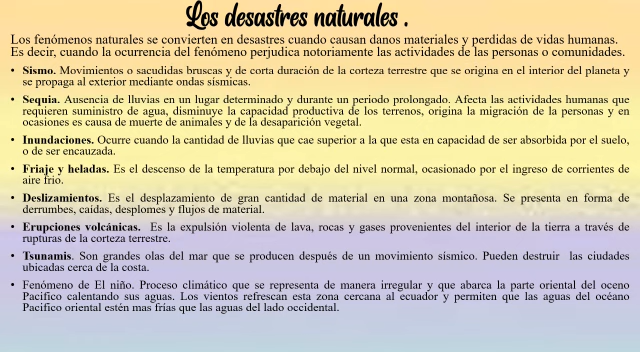 Los desastres naturales .
Los fenómenos naturales se convierten en desastres cuando causan danos materiales y perdidas de vidas humanas.
Es decir, cuando la ocurrencia del fenómeno perjudica notoriamente las actividades de las personas o comunidades.
• Sismo. Movimientos o sacudidas bruscas y de corta duración de la corteza terrestre que se origina en el interior del planeta y
se propaga al exterior mediante ondas sísmicas.
• Sequia. Ausencia de lluvias en un lugar determinado y durante un periodo prolongado. Afecta las actividades humanas que
requieren suministro de agua, disminuye la capacidad productiva de los terrenos, origina la migración de la personas y en
ocasiones es causa de muerte de animales y de la desaparición vegetal.
• Inundaciones. Ocurre cuando la cantidad de lluvias que cae superior a la que esta en capacidad de ser absorbida por el suelo,
o de ser encauzada.
• Friaje y heladas. Es el descenso de la temperatura por debajo del nivel normal, ocasionado por el ingreso de corrientes de
aire frio.
• Deslizamientos. Es el desplazamiento de gran cantidad de material en una zona montañosa. Se presenta en forma de
derrumbes, caidas, desplomes y flujos de material.
• Erupciones volcánicas. Es la expulsión violenta de lava, rocas y gases provenientes del interior de la tierra a través de
rupturas de la corteza terrestre.
• Tsunamis. Son grandes olas del mar que se producen después de un movimiento sísmico. Pueden destruir las ciudades
ubicadas cerca de la costa.
• Fenómeno de El niño. Proceso climático que se representa de manera irregular y que abarca la parte oriental del oceno
Pacifico calentando sus aguas. Los vientos refrescan esta zona cercana al ecuador y permiten que las aguas del océano
Pacifico oriental estén mas frías que las aguas del lado occidental.